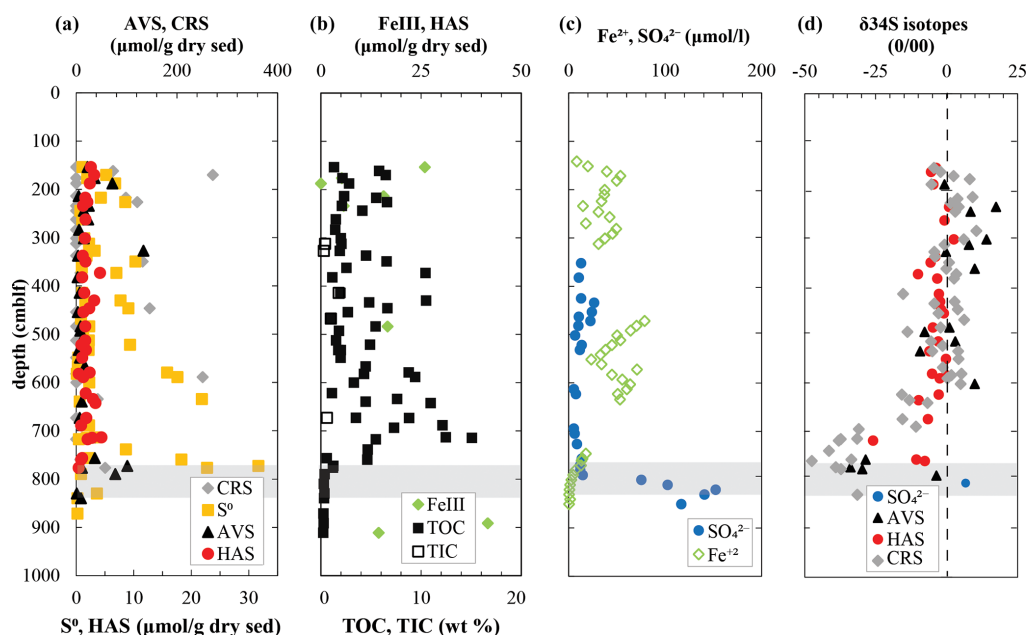 (a) AVS, CRS
(µmol/g dry sed)
0 200 400
(b) FeIII, HAS
(µmol/g dry sed)
0 25 50
(c)
Fe²⁺, SO₄²⁻ (µmol/l)
0 100 200
(d) δ34S isotopes
(0/00)
-50 -25 0 25
depth (cmblf)
0
100
200
300
400
500
600
700
800
900
1000
CRS
S⁰
AVS
HAS
FeIII
TOC
TIC
SO₄²⁻
Fe⁺²
SO₄²⁻
AVS
HAS
CRS
0 10 20 30 40
S⁰, HAS (µmol/g dry sed)
0 10 20
TOC, TIC (wt %)